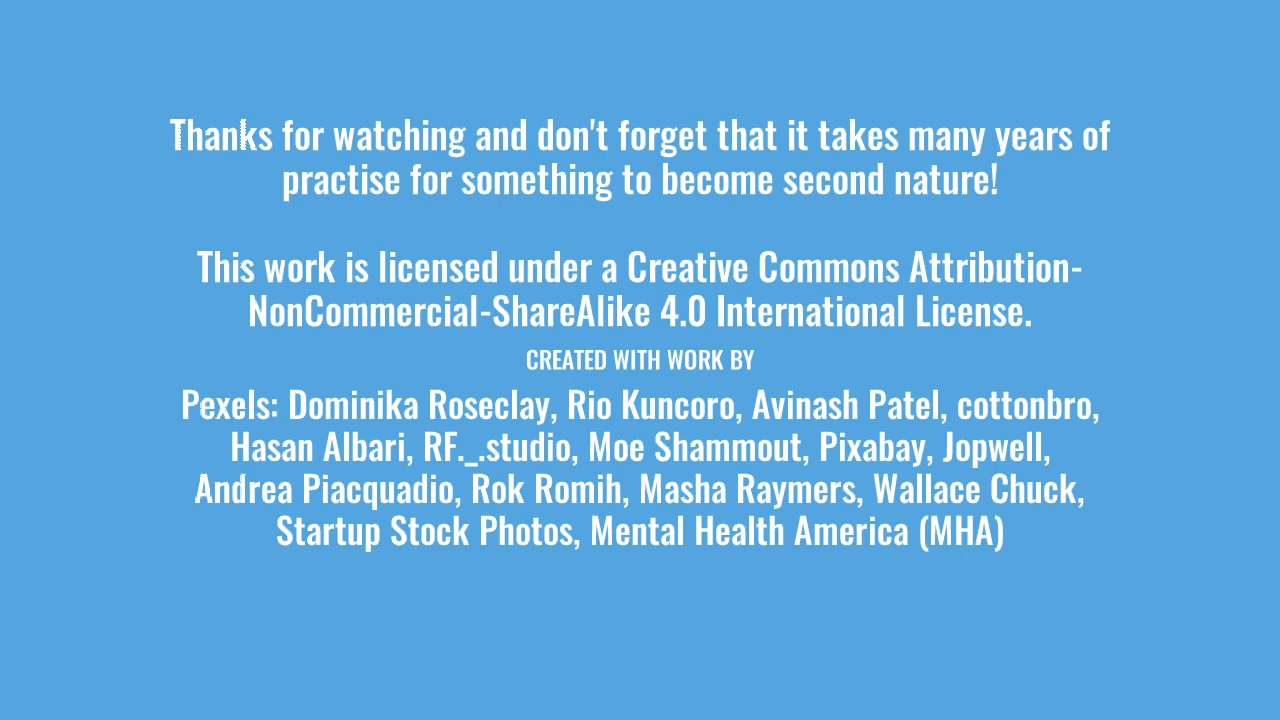 Thanks for watching and don't forget that it takes many years of
practise for something to become second nature!
This work is licensed under a Creative Commons Attribution-
NonCommercial-ShareAlike 4.0 International License.
CREATED WITH WORK BY
Pexels: Dominika Roseclay, Rio Kuncoro, Avinash Patel, cottonbro,
Hasan Albari, RF._.studio, Moe Shammout, Pixabay, Jopwell,
Andrea Piacquadio, Rok Romih, Masha Raymers, Wallace Chuck,
Startup Stock Photos, Mental Health America (MHA)